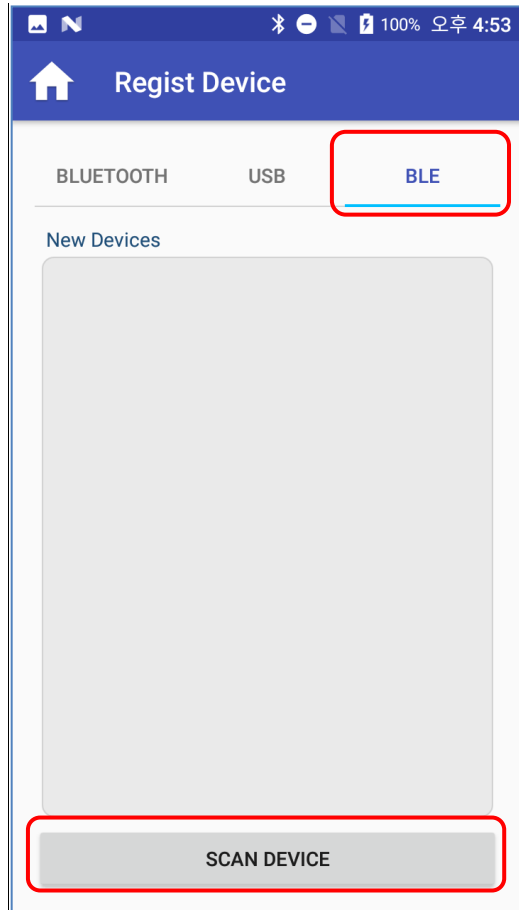 100% 오후 4:53
Regist Device
BLUETOOTH USB BLE
New Devices
SCAN DEVICE